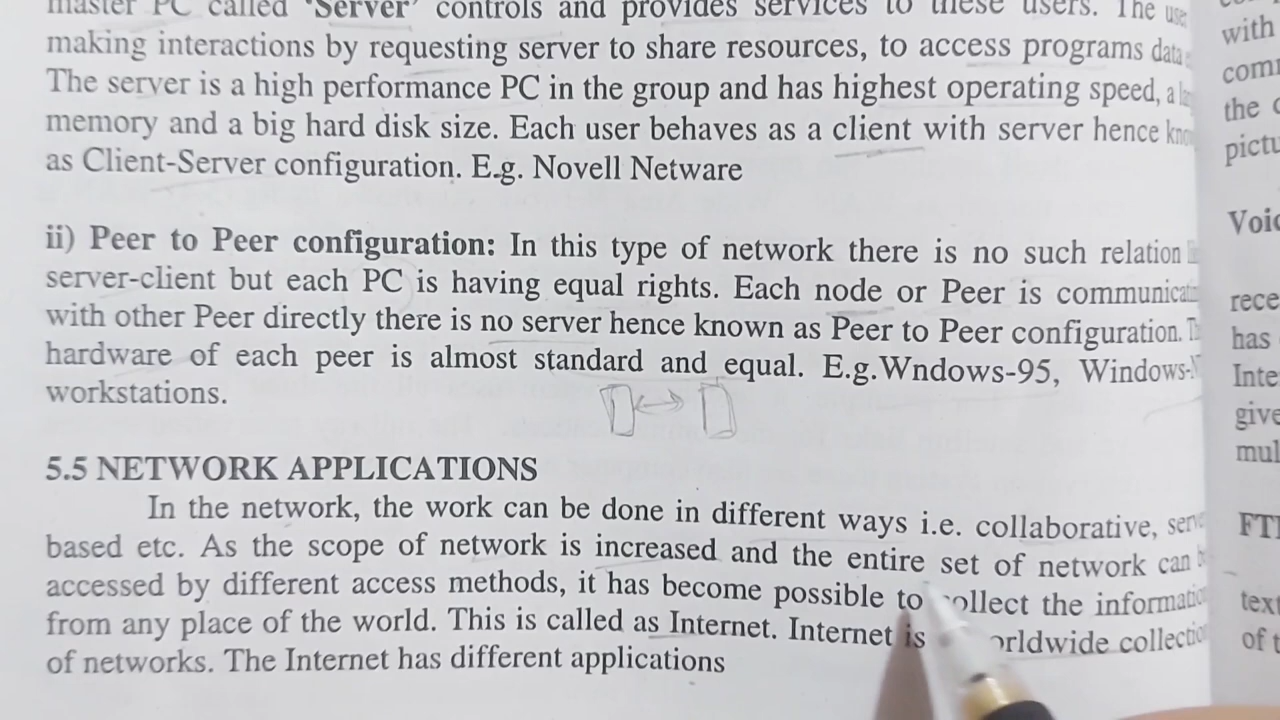 master PC called 'Server' controls and provides services to these users. The
making interactions by requesting server to share resources, to access programs data
The server is a high performance PC in the group and has highest operating speed, a
memory and a big hard disk size. Each user behaves as a client with server hence
as Client-Server configuration. E.g. Novell Netware
ii) Peer to Peer configuration: In this type of network there is no such relation
server-client but each PC is having equal rights. Each node or Peer is
with other Peer directly there is no server hence known as Peer to Peer configuration.
hardware of each peer is almost standard and equal. E.g.Wndows-95,
workstations.
5.5 NETWORK APPLICATIONS
In the network, the work can be done in different ways i.e. collaborative,
based etc. As the scope of network is increased and the entire set of network can
accessed by different access methods, it has become possible to collect the
from any place of the world. This is called as Internet. Internet is
of networks. The Internet has different applications
with
the
has